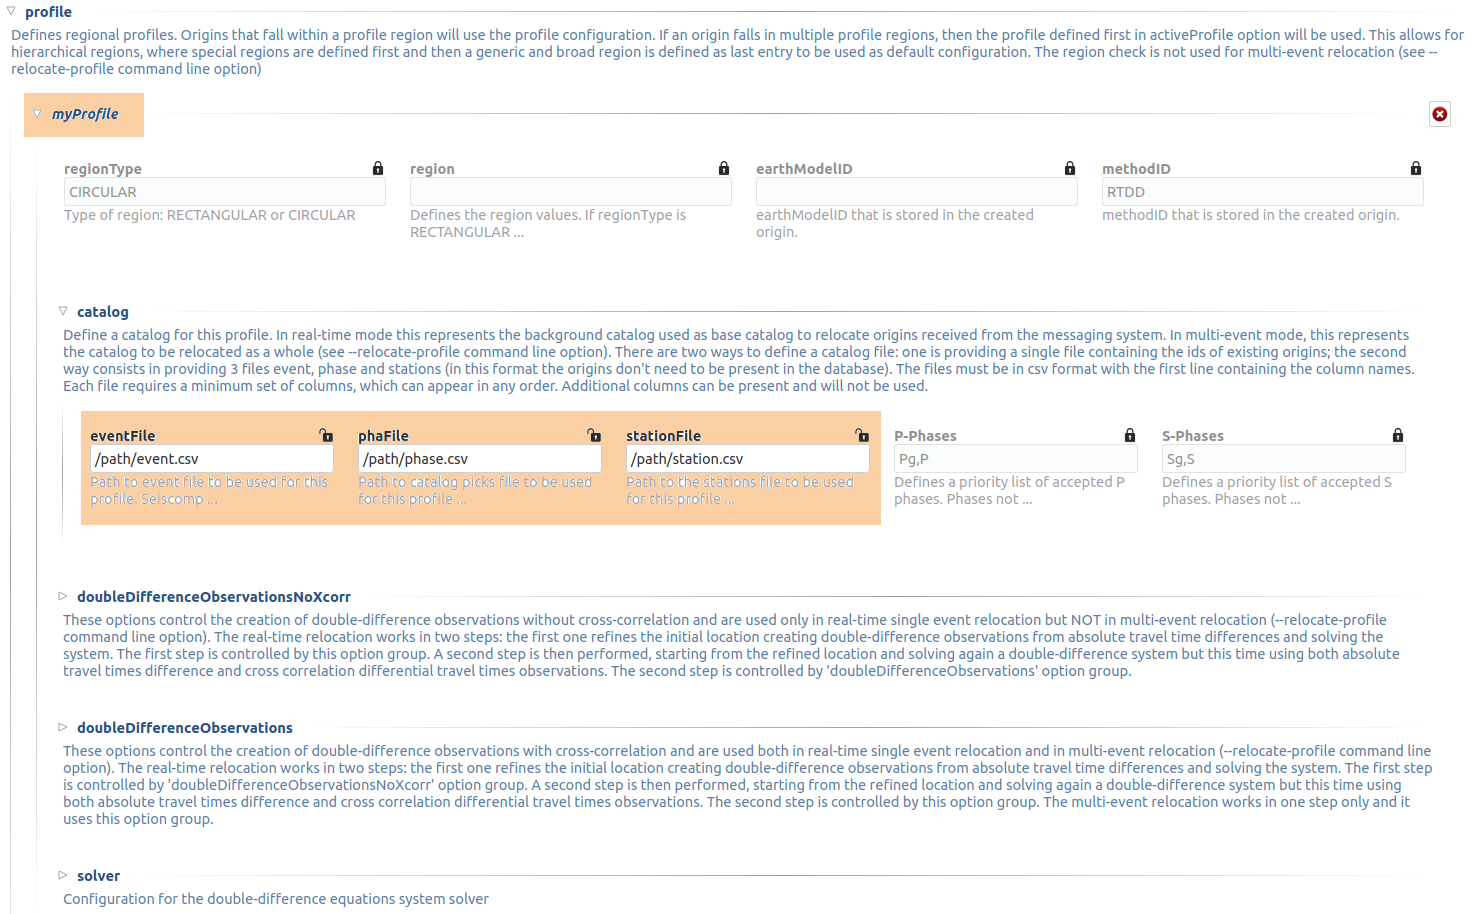 profile
Defines regional profiles. Origins that fall within a profile region will use the profile configuration. If an origin falls in multiple profile regions, then the profile defined first in activeProfile option will be used. This allows for
hierarchical regions, where special regions are defined first and then a generic and broad region is defined as last entry to be used as default configuration. The region check is not used for multi-event relocation (see --
relocate-profile command line option)
myProfile
regionType region earthModelID methodID
CIRCULAR RTDD
Type of region: RECTANGULAR or CIRCULAR Defines the region values. If regionType is earthModelID that is stored in the created methodID that is stored in the created origin.
RECTANGULAR ... origin.
catalog
Define a catalog for this profile. In real-time mode this represents the background catalog used as base catalog to relocate origins received from the messaging system. In multi-event mode, this represents
the catalog to be relocated as a whole (see --relocate-profile command line option). There are two ways to define a catalog file: one is providing a single file containing the ids of existing origins; the second
way consists in providing 3 files event, phase and stations (in this format the origins don't need to be present in the database). The files must be in csv format with the first line containing the column names.
Each file requires a minimum set of columns, which can appear in any order. Additional columns can be present and will not be used.
eventFile phaFile stationFile P-Phases S-Phases
/path/event.csv /path/phase.csv /path/station.csv Pg,P Sg,S
Path to event file to be used for this Path to catalog picks file to be used Path to the stations file to be used Defines a priority list of accepted P Defines a priority list of accepted S
profile. Seiscomp ... for this profile ... for this profile ... phases. Phases not ... phases. Phases not ...
doubleDifferenceObservationsNoXcorr
These options control the creation of double-difference observations without cross-correlation and are used only in real-time single event relocation but NOT in multi-event relocation (--relocate-profile
command line option). The real-time relocation works in two steps: the first one refines the initial location creating double-difference observations from absolute travel time differences and solving the
system. The first step is controlled by this option group. A second step is then performed, starting from the refined location and solving again a double-difference system but this time using both absolute
travel times difference and cross correlation differential travel times observations. The second step is controlled by 'doubleDifferenceObservations' option group.
doubleDifferenceObservations
These options control the creation of double-difference observations with cross-correlation and are used both in real-time single event relocation and in multi-event relocation (--relocate-profile command line
option). The real-time relocation works in two steps: the first one refines the initial location creating double-difference observations from absolute travel time differences and solving the system. The first step
is controlled by 'doubleDifferenceObservationsNoXcorr' option group. A second step is then performed, starting from the refined location and solving again a double-difference system but this time using
both absolute travel times difference and cross correlation differential travel times observations. The second step is controlled by this option group. The multi-event relocation works in one step only and it
uses this option group.
solver
Configuration for the double-difference equations system solver